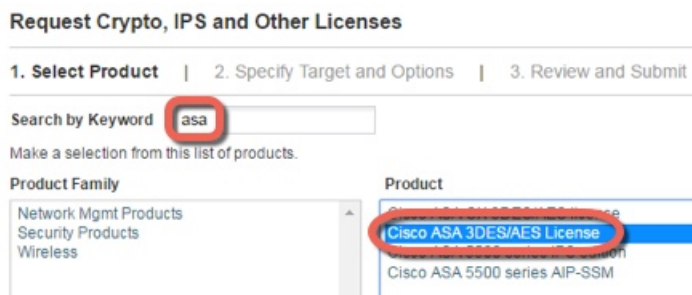 Request Crypto, IPS and Other Licenses
1. Select Product | 2. Specify Target and Options | 3. Review and Submit
Search by Keyword asa
Make a selection from this list of products.
Product Family
Network Mgmt Products
Security Products
Wireless
Product
Cisco ASA 3DES/AES License
Cisco ASA 5500 series AIP-SSM